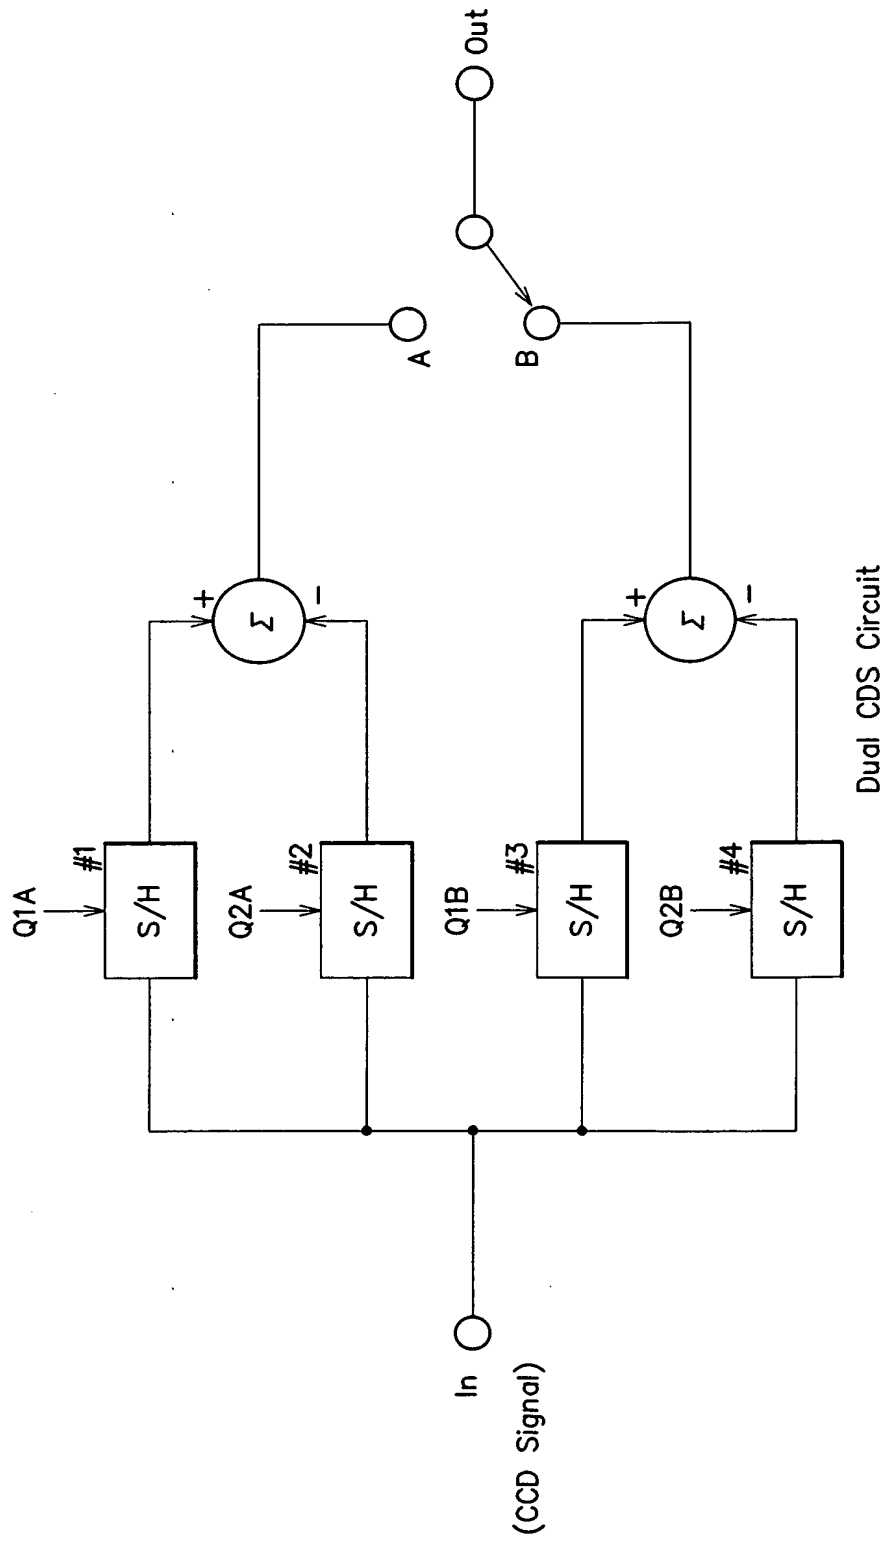 Q1A
#1
S/H
Q2A
#2
S/H
Q1B
#3
S/H
Q2B
#4
S/H
In
(CCD Signal)
+
Σ
-
+
Σ
-
A
B
Out
Dual CDS Circuit